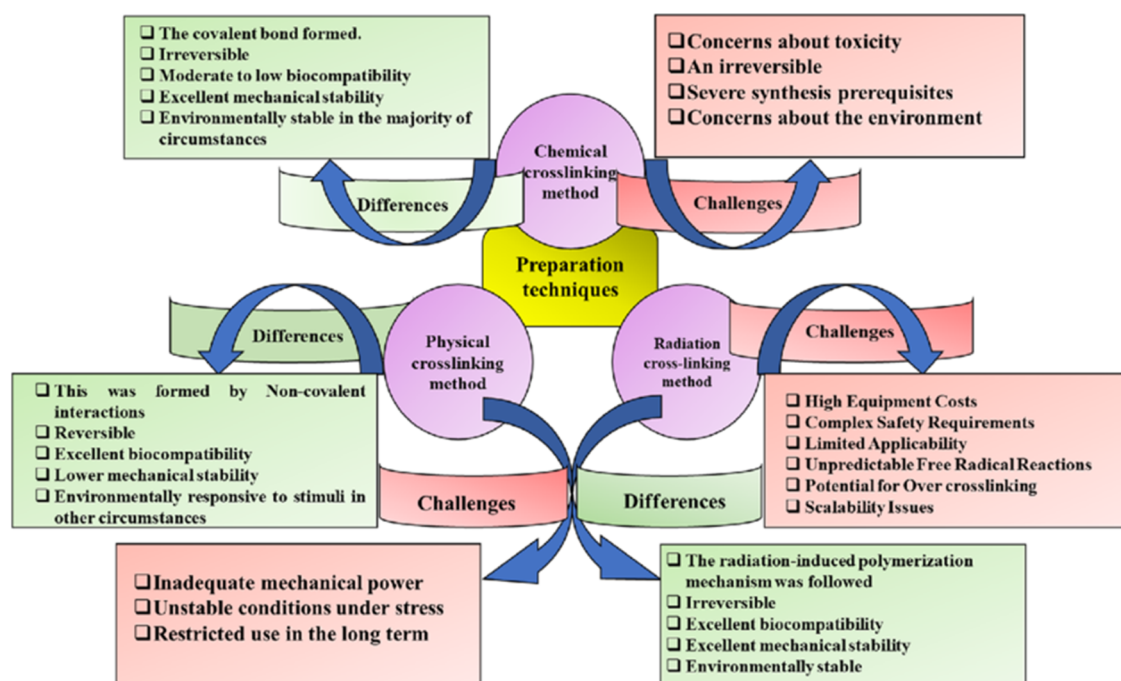 ❑The covalent bond formed.
❑Irreversible
❑Moderate to low biocompatibility
❑Excellent mechanical stability
❑Environmentally stable in the majority of
circumstances
❑Concerns about toxicity
❑An irreversible
❑Severe synthesis prerequisites
❑Concerns about the environment
Chemical
crosslinking
method
Differences
Challenges
Preparation
techniques
Differences
Physical
crosslinking
method
Radiation
cross-linking
method
Challenges
❑This was formed by Non-covalent
interactions
❑Reversible
❑Excellent biocompatibility
❑Lower mechanical stability
❑Environmentally responsive to stimuli in
other circumstances
❑High Equipment Costs
❑Complex Safety Requirements
❑Limited Applicability
❑Unpredictable Free Radical Reactions
❑Potential for Over crosslinking
❑Scalability Issues
Challenges
Differences
❑Inadequate mechanical power
❑Unstable conditions under stress
❑Restricted use in the long term
❑The radiation-induced polymerization
mechanism was followed
❑Irreversible
❑Excellent biocompatibility
❑Excellent mechanical stability
❑Environmentally stable